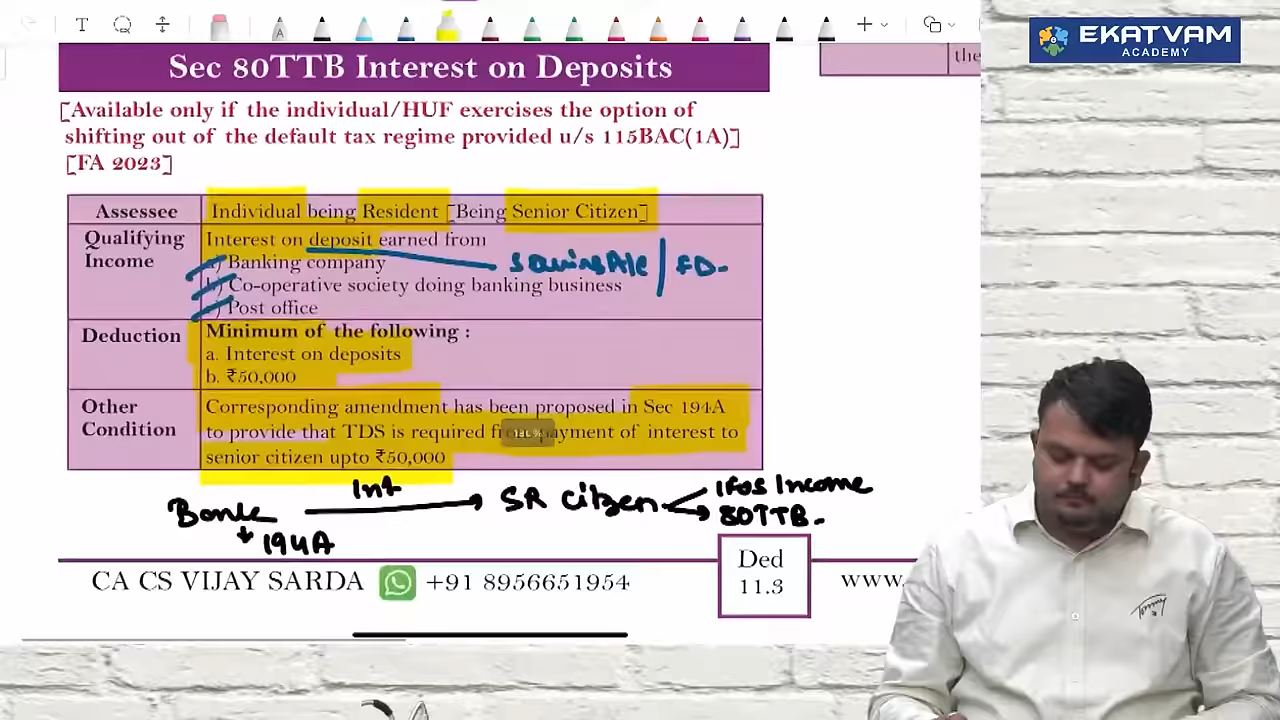 EKATVAM
ACADEMY
the
Sec 80TTB Interest on Deposits
[Available only if the individual/HUF exercises the option of
shifting out of the default tax regime provided u/s 115BAC(1A)]
[FA 2023]
Assessee Individual being Resident [Being Senior Citizen]
Qualifying Income Interest on deposit earned from
a) Banking company
Saving A/c / FD.
b) Co-operative society doing banking business
c) Post office
Deduction Minimum of the following :
a. Interest on deposits
b. ₹50,000
Other Condition Corresponding amendment has been proposed in Sec 194A
to provide that TDS is required payment of interest to
senior citizen upto ₹50,000
130%
Bank Int SR Citizen IFOS Income
80TTB.
194A
CA CS VIJAY SARDA +91 8956651954
Ded
11.3
www.